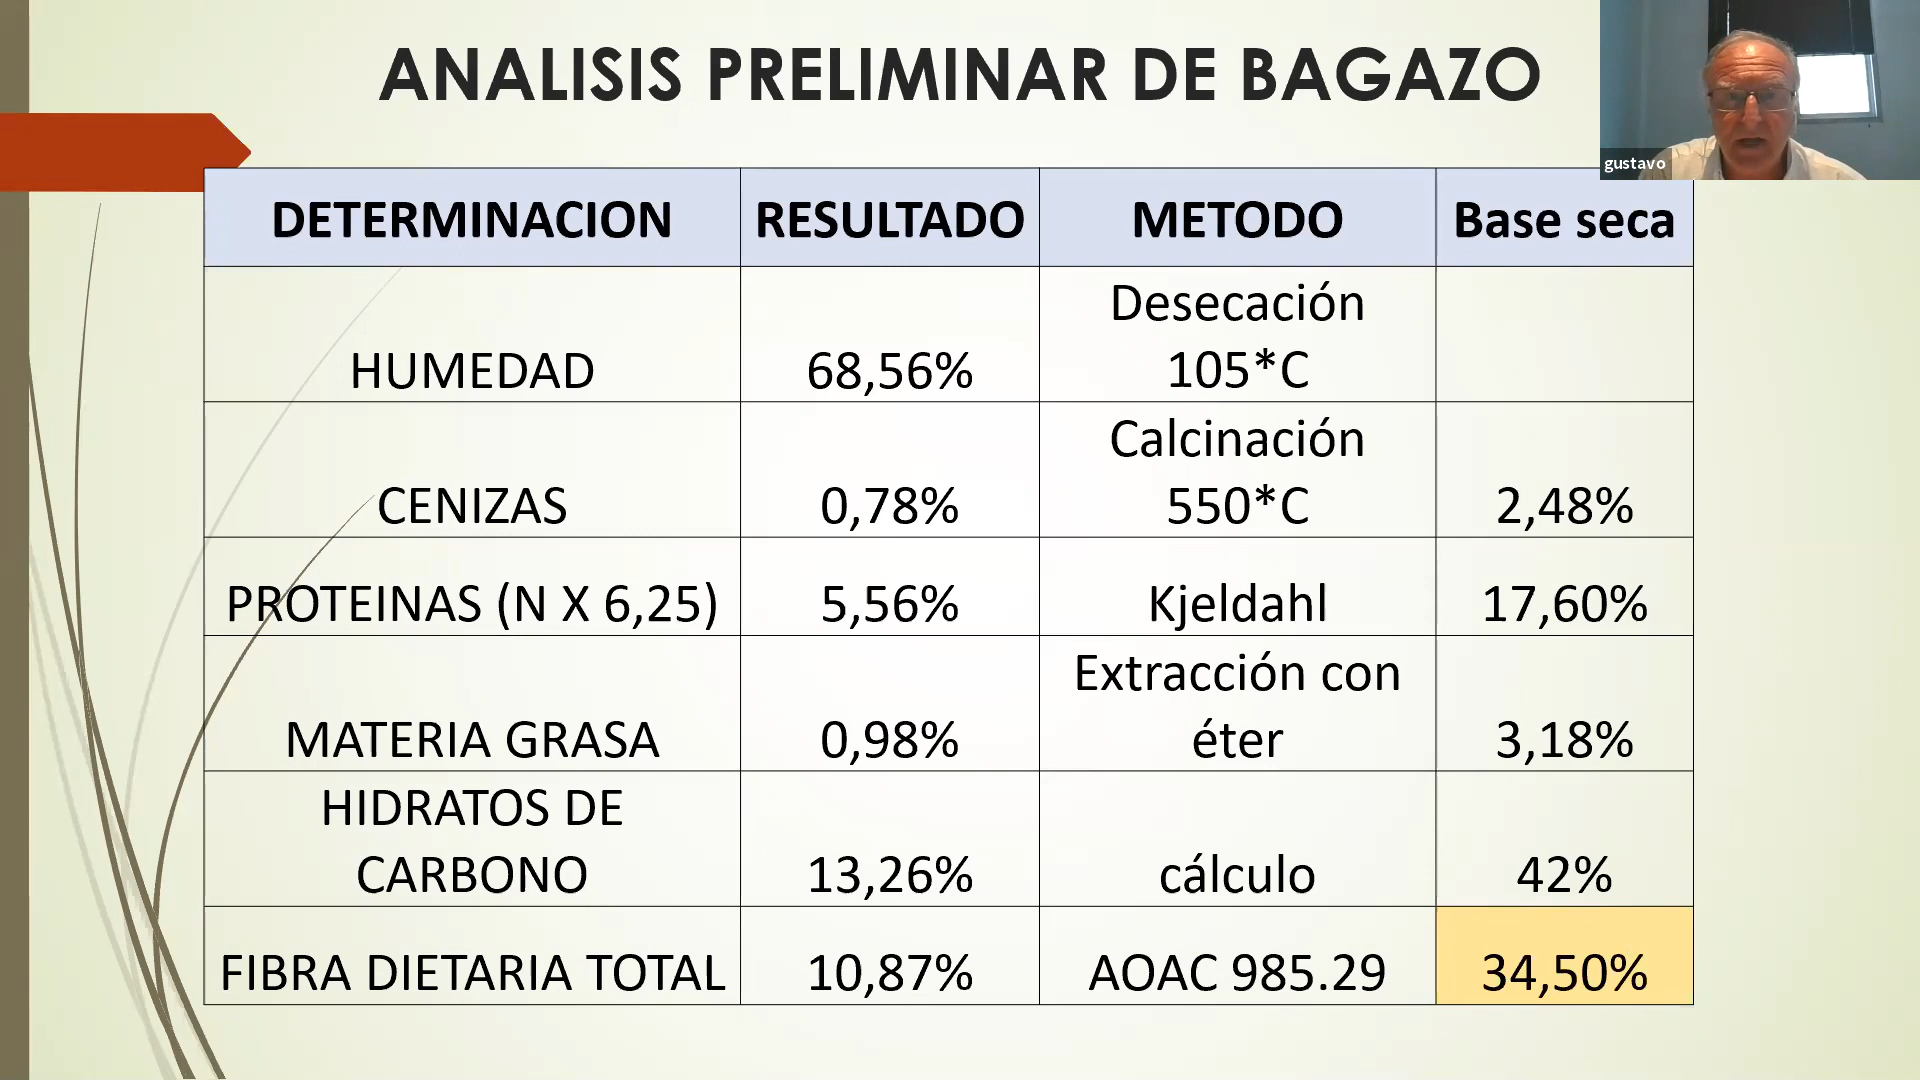 ANALISIS PRELIMINAR DE BAGAZO
gustavo
DETERMINACION RESULTADO METODO Base seca
HUMEDAD 68,56% Desecación
105*C
CENIZAS 0,78% Calcinación
550*C 2,48%
PROTEINAS (N X 6,25) 5,56% Kjeldahl 17,60%
MATERIA GRASA 0,98% Extracción con
éter 3,18%
HIDRATOS DE
CARBONO 13,26% cálculo 42%
FIBRA DIETARIA TOTAL 10,87% AOAC 985.29 34,50%